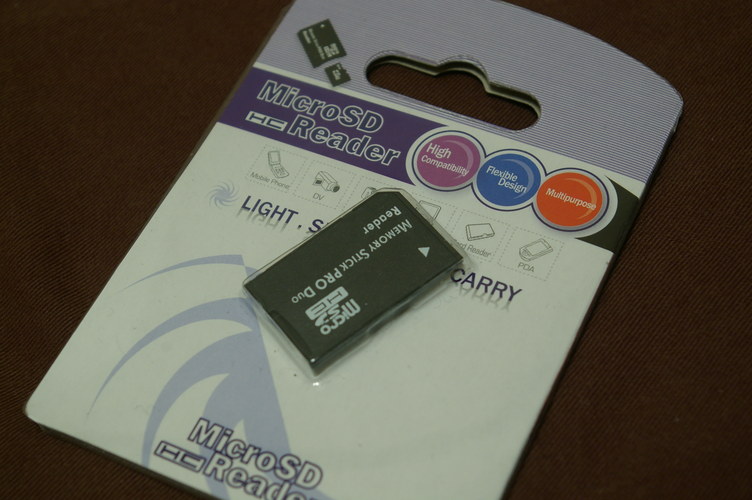 MicroSD
HC Reader
High
Compatibility
Flexible
Design
Multipurpose
Mobile Phone
DV
Reader
PDA
LIGHT . S
CARRY
MEMORY STICK PRO DUO
Reader
micro
SD
HC
MicroSD
HC Reader